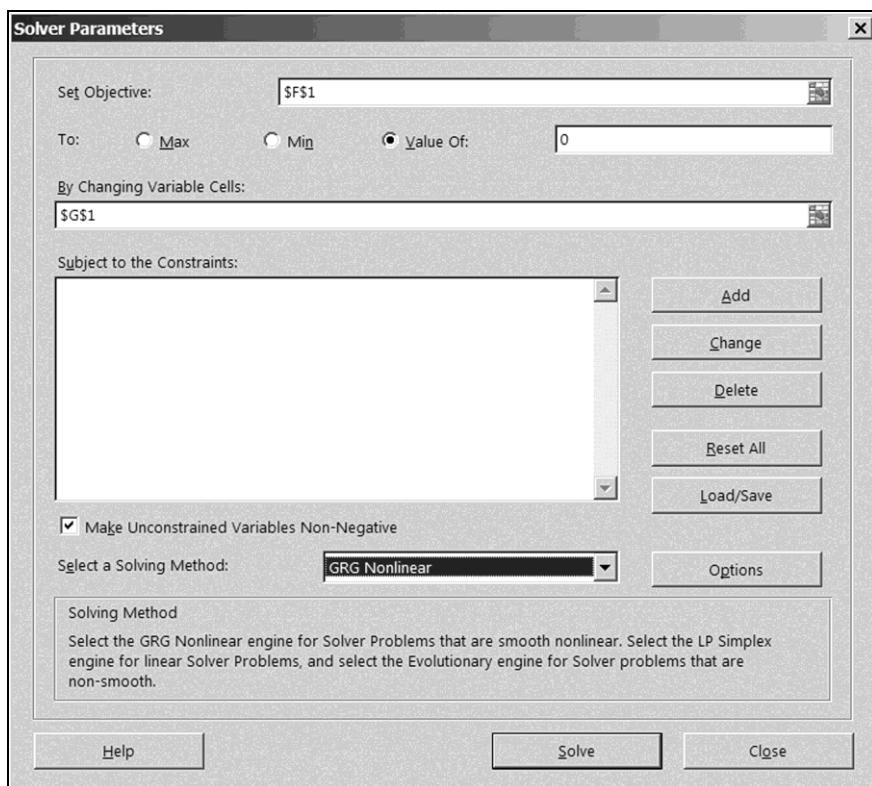 Solver Parameters
Set Objective: $F$1
To: Max Min Value Of: 0
By Changing Variable Cells:
$G$1
Subject to the Constraints:
Add
Change
Delete
Reset All
Load/Save
Make Unconstrained Variables Non-Negative
Select a Solving Method: GRG Nonlinear Options
Solving Method
Select the GRG Nonlinear engine for Solver Problems that are smooth nonlinear. Select the LP Simplex
engine for linear Solver Problems, and select the Evolutionary engine for Solver problems that are
non-smooth.
Help Solve Close